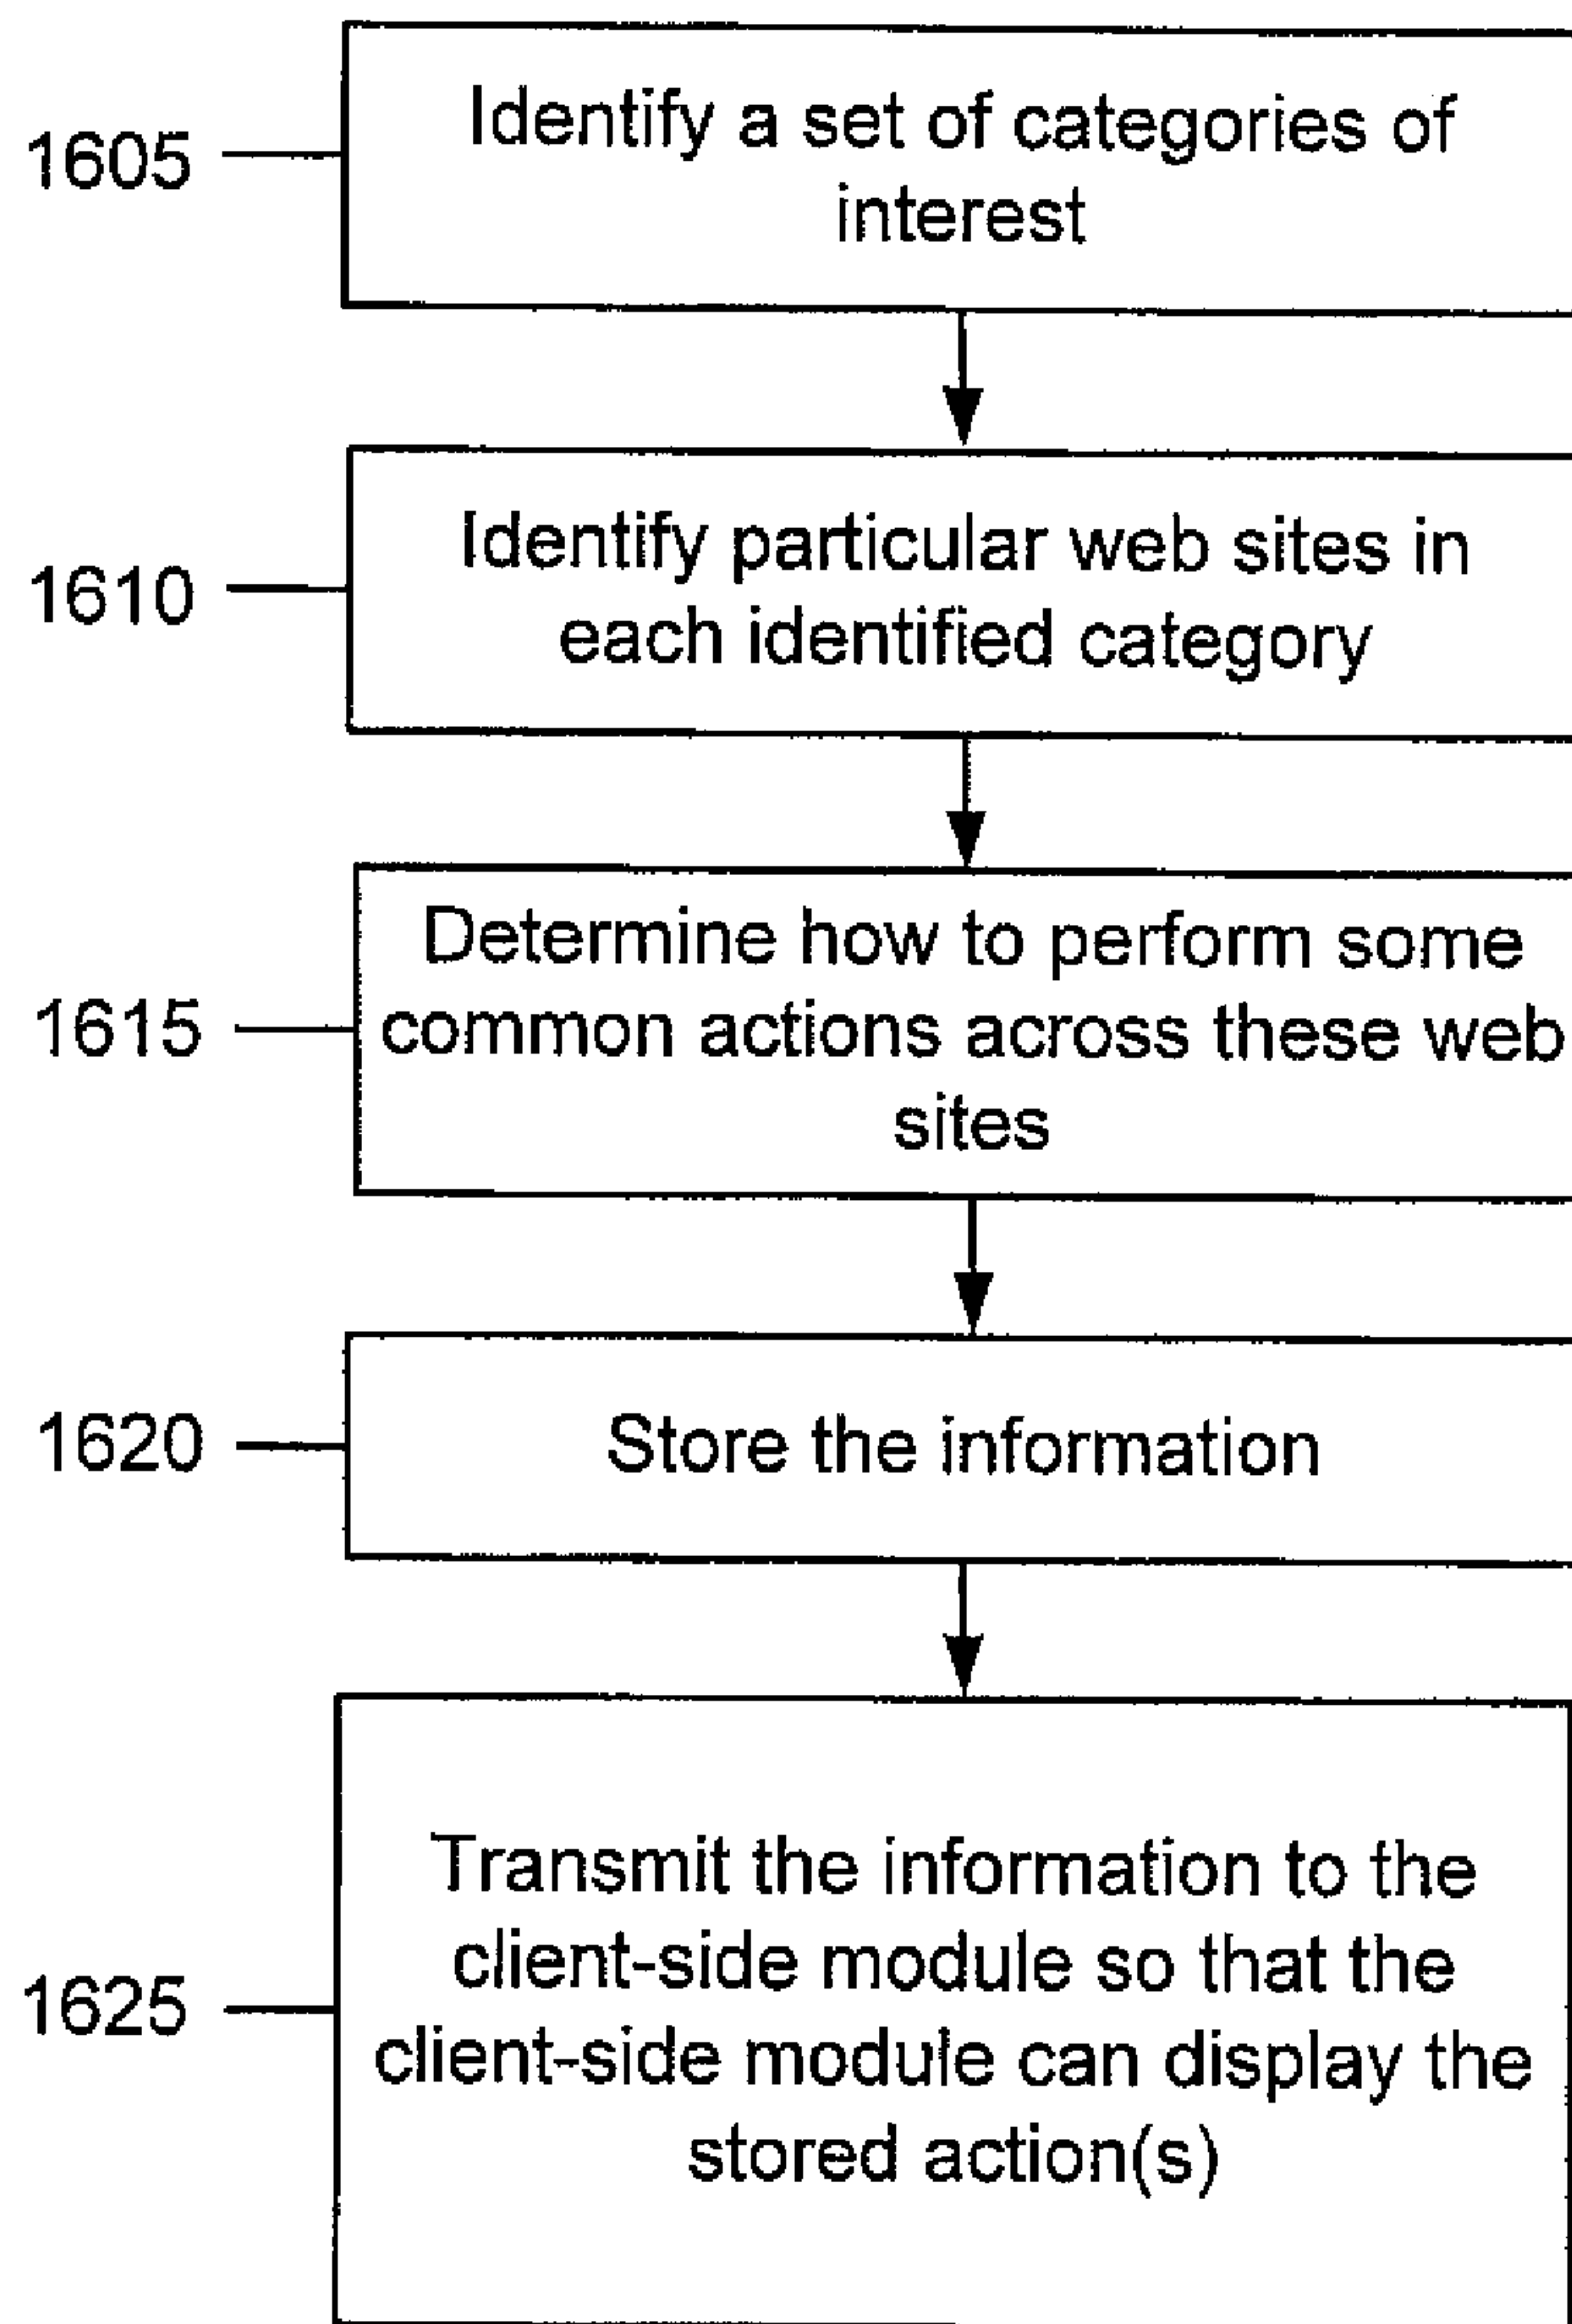 Identify a set of categories of
interest
1605
Identify particular web sites in
each identified category
1610
Determine how to perform some
common actions across these web
sites
1615
Store the information
1620
Transmit the information to the
client-side module so that the
client-side module can display the
stored action(s)
1625